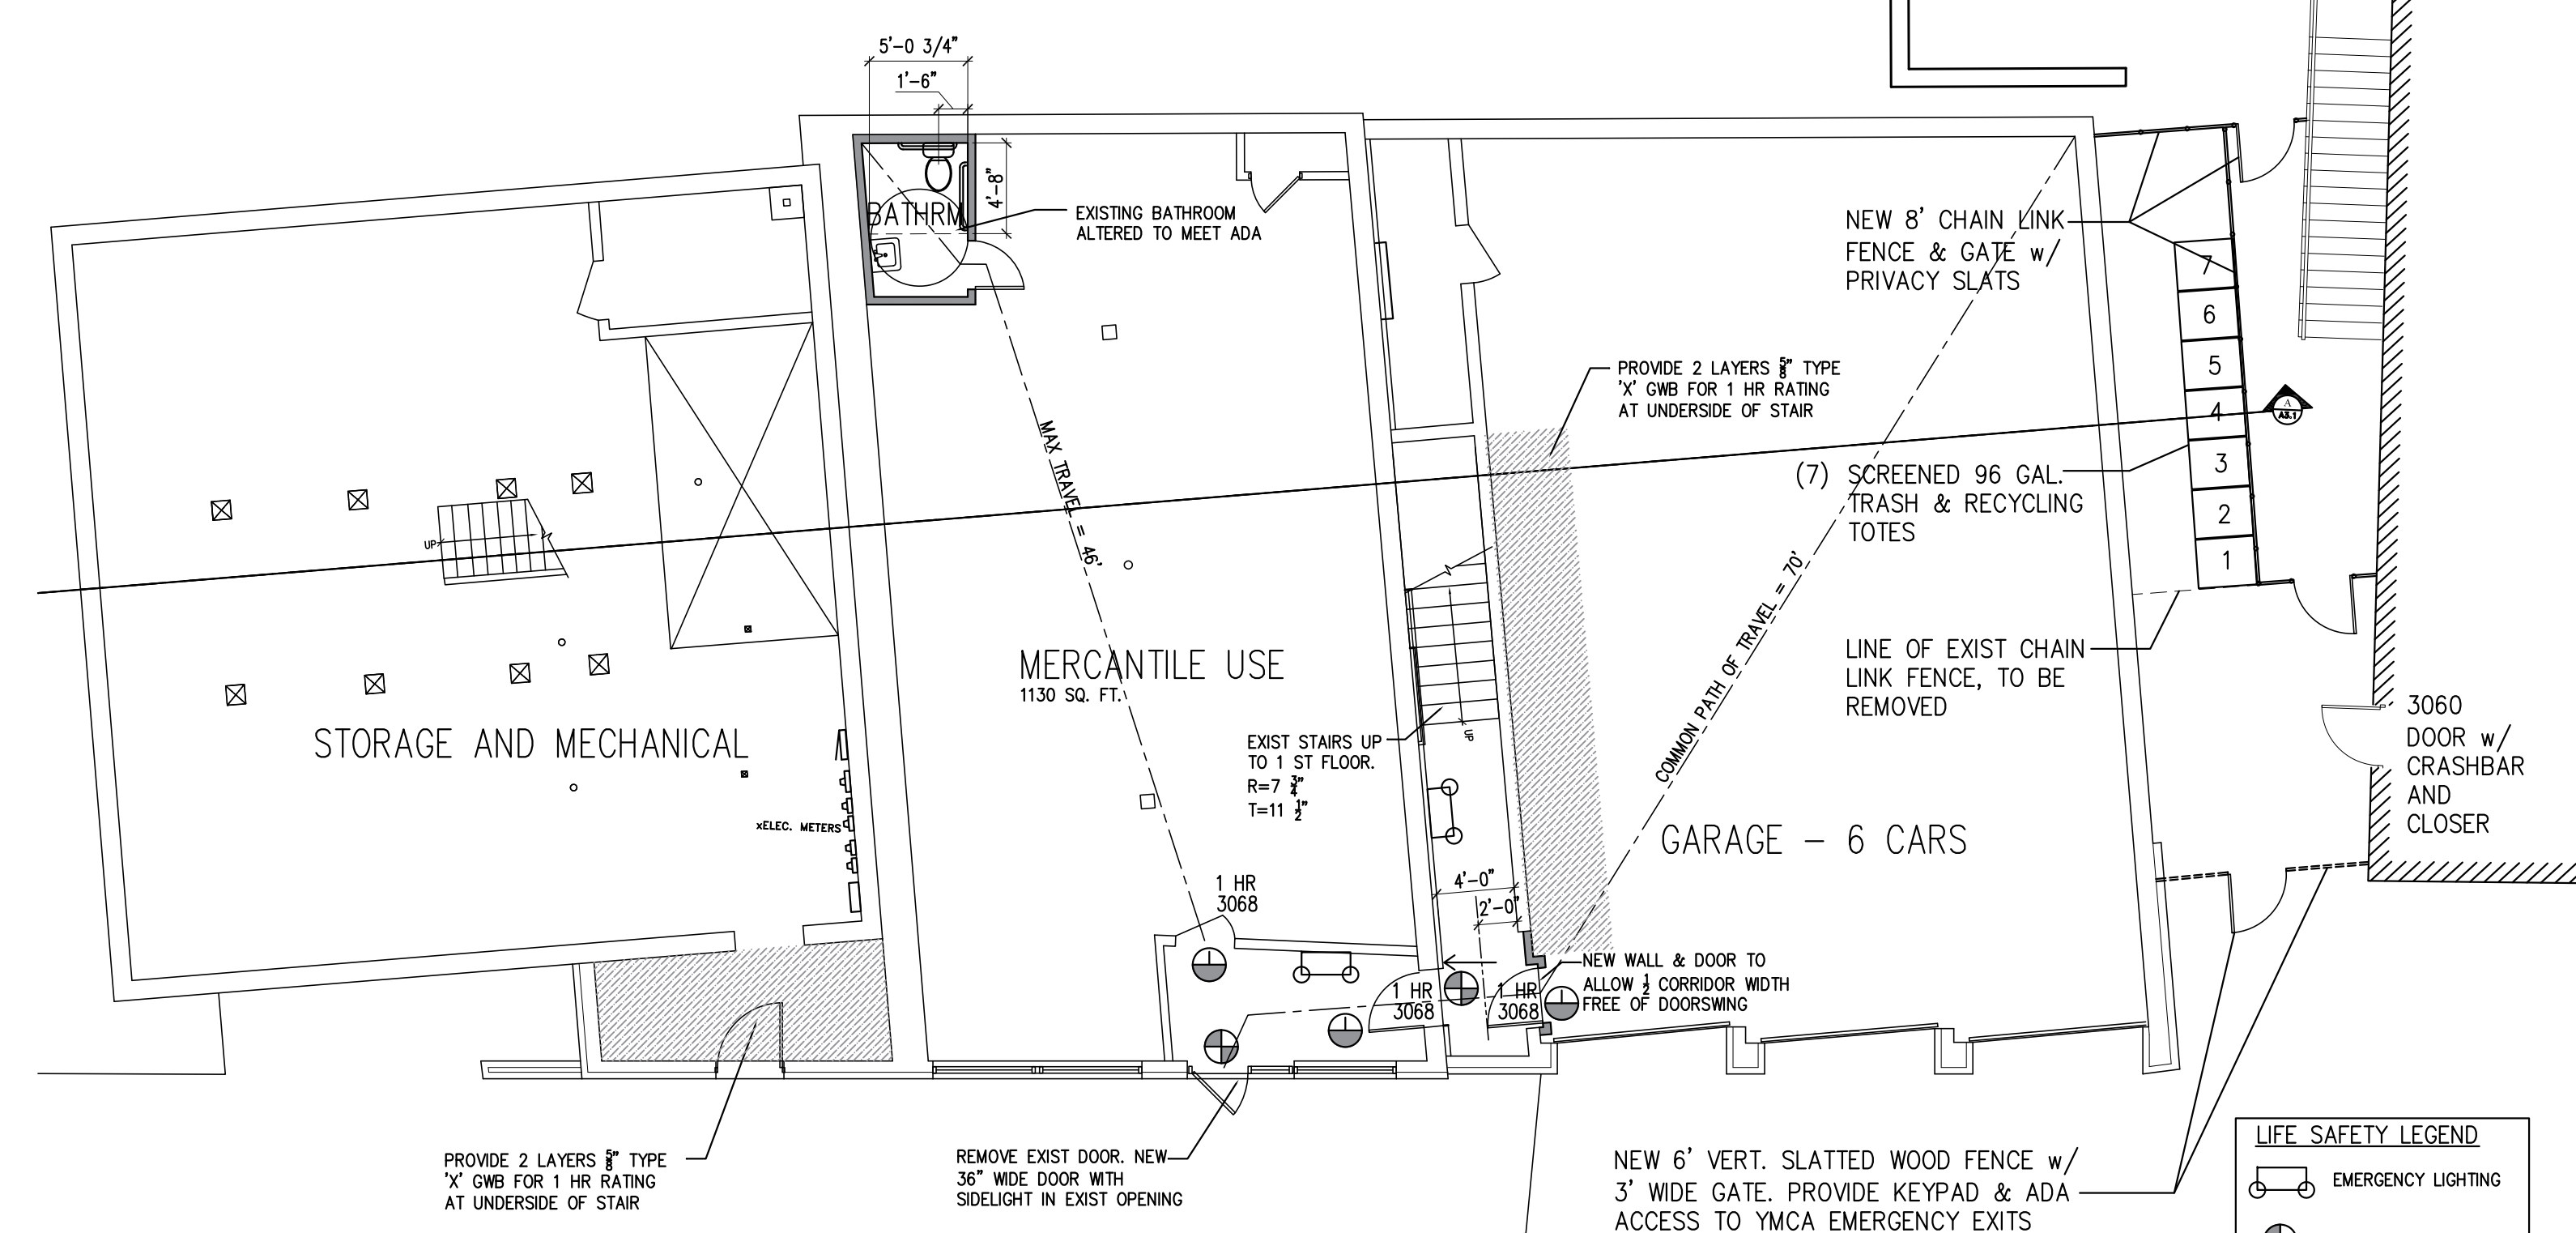 5'-0 3/4"
1'-6"
4'-8"
BATHRM
EXISTING BATHROOM
ALTERED TO MEET ADA
NEW 8' CHAIN LINK
FENCE & GATE w/
PRIVACY SLATS
7
6
5
4
3
2
1
A
A3.1
PROVIDE 2 LAYERS 5/8" TYPE
'X' GWB FOR 1 HR RATING
AT UNDERSIDE OF STAIR
(7) SCREENED 96 GAL.
TRASH & RECYCLING
TOTES
MAX TRAVEL = 46'
COMMON PATH OF TRAVEL = 70'
UP
MERCANTILE USE
1130 SQ. FT.
STORAGE AND MECHANICAL
LINE OF EXIST CHAIN
LINK FENCE, TO BE
REMOVED
3060
DOOR w/
CRASHBAR
AND
CLOSER
EXIST STAIRS UP
TO 1 ST FLOOR.
R=7 3/4"
T=11 1/2"
UP
xELEC. METERS
GARAGE - 6 CARS
1 HR
3068
4'-0"
2'-0"
1 HR
3068
1 HR
3068
NEW WALL & DOOR TO
ALLOW 1/2 CORRIDOR WIDTH
FREE OF DOORSWING
PROVIDE 2 LAYERS 5/8" TYPE
'X' GWB FOR 1 HR RATING
AT UNDERSIDE OF STAIR
REMOVE EXIST DOOR. NEW
36" WIDE DOOR WITH
SIDELIGHT IN EXIST OPENING
NEW 6' VERT. SLATTED WOOD FENCE w/
3' WIDE GATE. PROVIDE KEYPAD & ADA
ACCESS TO YMCA EMERGENCY EXITS
LIFE SAFETY LEGEND
EMERGENCY LIGHTING